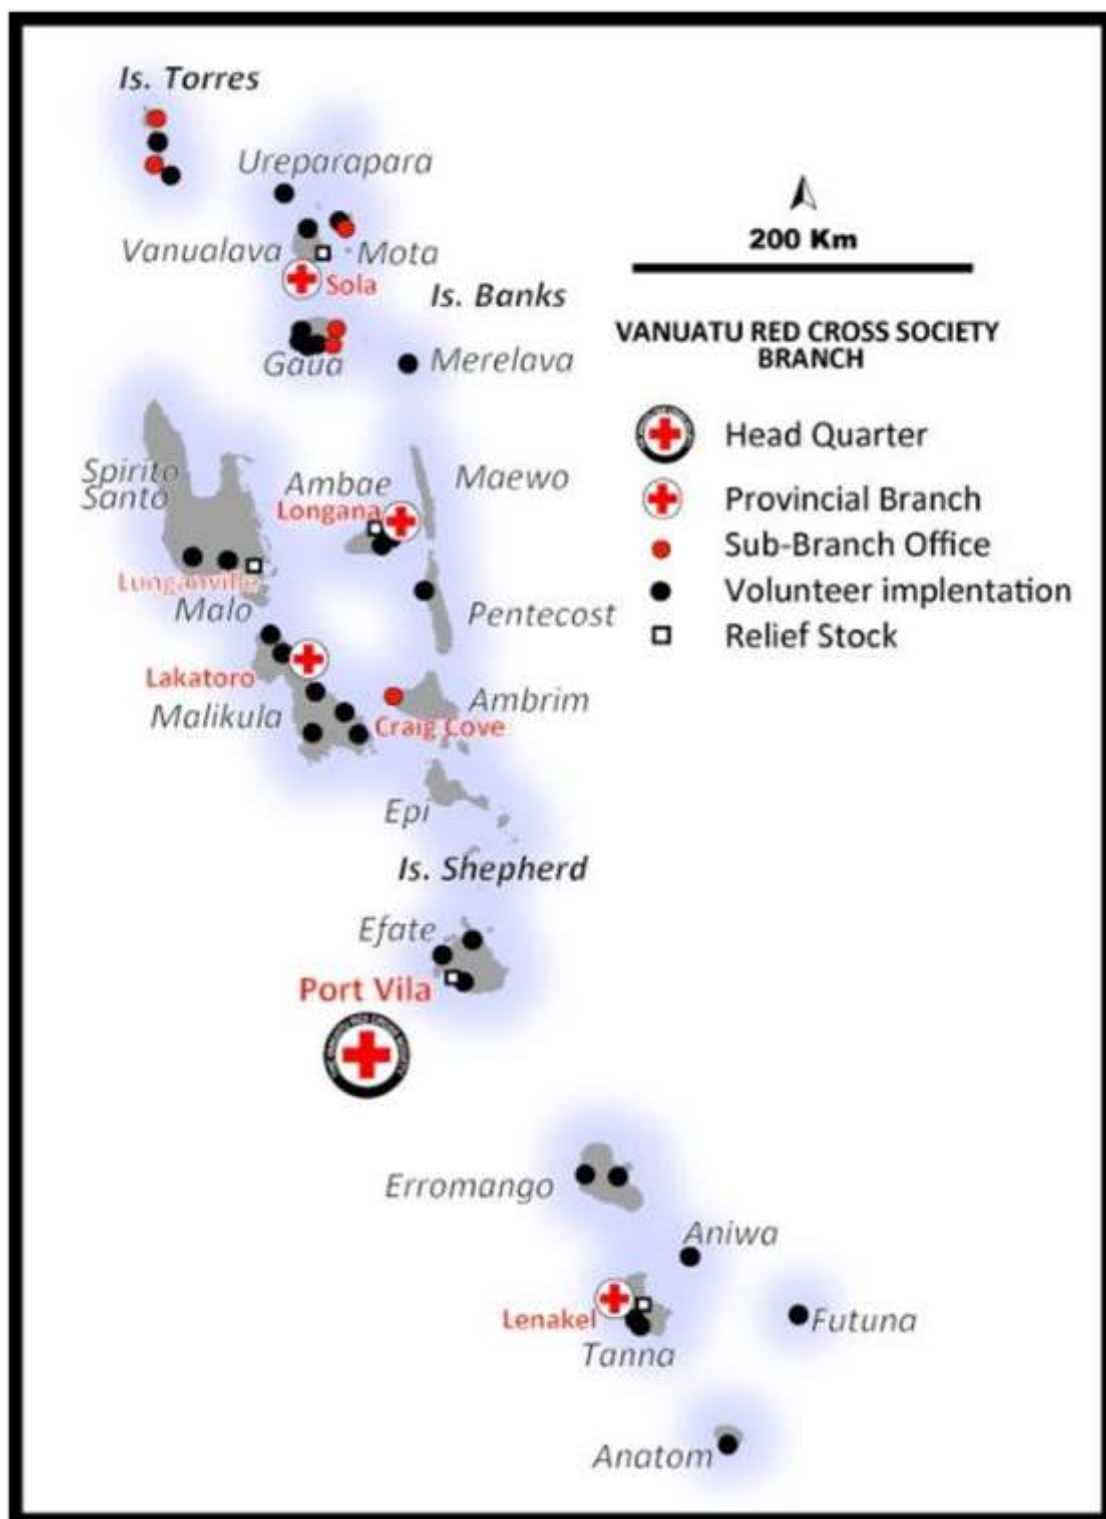 Is. Torres
Ureparapara
Vanualava
Mota
Sola
Is. Banks
Gaua
Merelava
200 Km
VANUATU RED CROSS SOCIETY
BRANCH
Head Quarter
Provincial Branch
Sub-Branch Office
Volunteer implentation
Relief Stock
Spirito
Santo
Ambae
Longana
Maewo
Lunganville
Malo
Pentecost
Lakatoro
Malikula
Ambrim
Craig Cove
Epi
Is. Shepherd
Efate
Port Vila
Erromango
Aniwa
Lenakel
Tanna
Futuna
Anatom